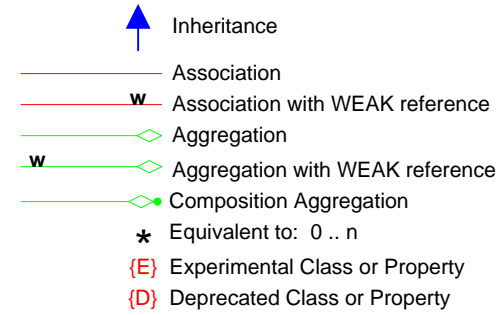 Inheritance
Association
w Association with WEAK reference
Aggregation
w Aggregation with WEAK reference
Composition Aggregation
* Equivalent to: 0 .. n
{E} Experimental Class or Property
{D} Deprecated Class or Property